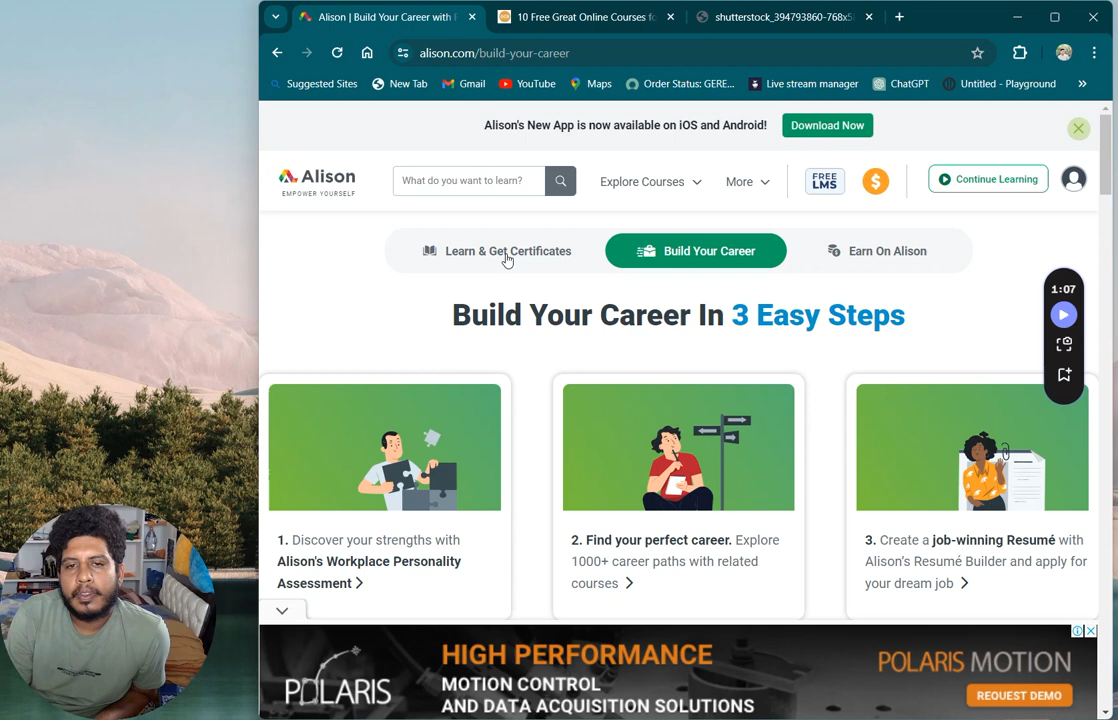 Alison | Build Your Career with F
10 Free Great Online Courses fo
shutterstock_394793860-768x5
alison.com/build-your-career
Suggested Sites
New Tab
Gmail
YouTube
Maps
Order Status: GERE...
Live stream manager
ChatGPT
Untitled - Playground
Alison's New App is now available on iOS and Android!
Download Now
Alison
EMPOWER YOURSELF
What do you want to learn?
Explore Courses
More
FREE
LMS
$
Continue Learning
Learn & Get Certificates
Build Your Career
Earn On Alison
1:07
Build Your Career In 3 Easy Steps
1. Discover your strengths with
Alison's Workplace Personality
Assessment
2. Find your perfect career. Explore
1000+ career paths with related
courses
3. Create a job-winning Resumé with
Alison's Resumé Builder and apply for
your dream job
POLARIS
HIGH PERFORMANCE
MOTION CONTROL
AND DATA ACQUISITION SOLUTIONS
POLARIS MOTION
REQUEST DEMO